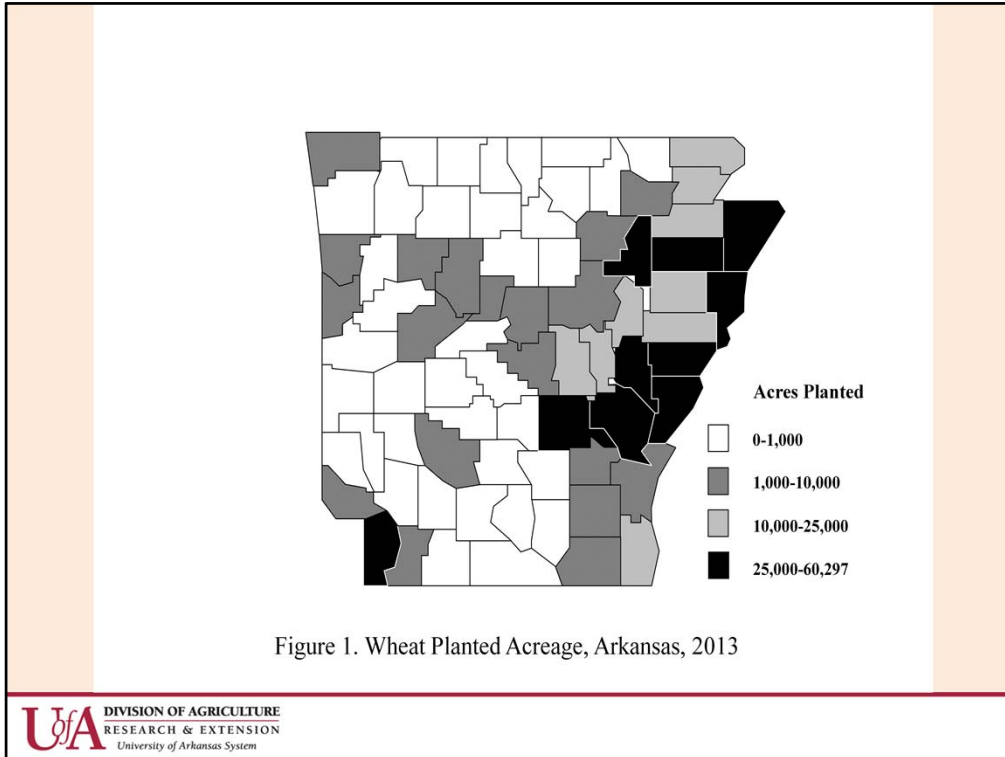 Acres Planted
0-1,000
1,000-10,000
10,000-25,000
25,000-60,297
Figure 1. Wheat Planted Acreage, Arkansas, 2013
UofA
DIVISION OF AGRICULTURE
RESEARCH & EXTENSION
University of Arkansas System